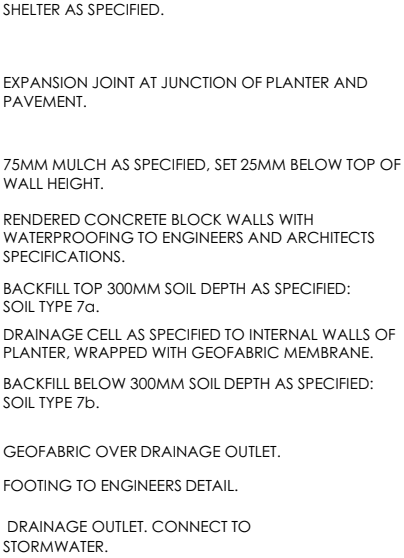 SHELTER AS SPECIFIED.
EXPANSION JOINT AT JUNCTION OF PLANTER AND
PAVEMENT.
75MM MULCH AS SPECIFIED, SET 25MM BELOW TOP OF
WALL HEIGHT.
RENDERED CONCRETE BLOCK WALLS WITH
WATERPROOFING TO ENGINEERS AND ARCHITECTS
SPECIFICATIONS.
BACKFILL TOP 300MM SOIL DEPTH AS SPECIFIED:
SOIL TYPE 7a.
DRAINAGE CELL AS SPECIFIED TO INTERNAL WALLS OF
PLANTER, WRAPPED WITH GEOFABRIC MEMBRANE.
BACKFILL BELOW 300MM SOIL DEPTH AS SPECIFIED:
SOIL TYPE 7b.
GEOFABRIC OVER DRAINAGE OUTLET.
FOOTING TO ENGINEERS DETAIL.
DRAINAGE OUTLET. CONNECT TO
STORMWATER.